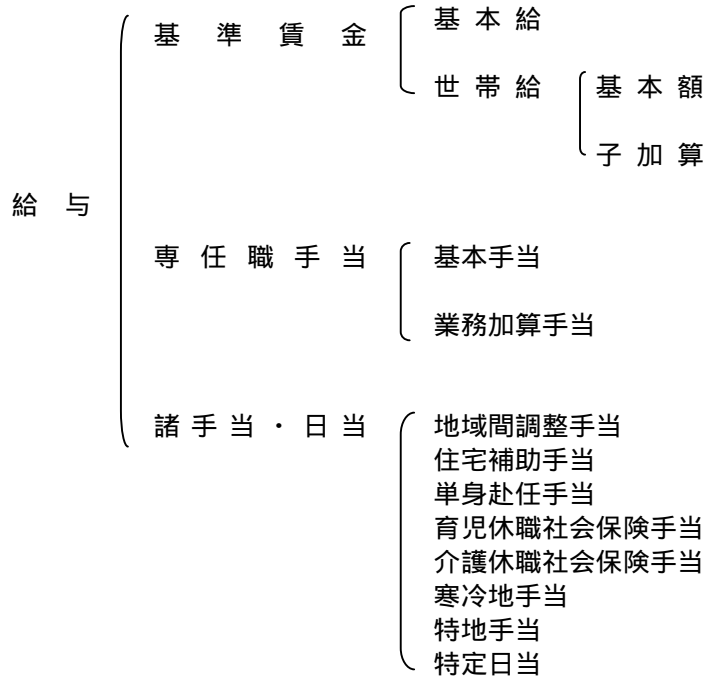 給与
基準賃金
基本給
世帯給
基本額
子加算
専任職手当
基本手当
業務加算手当
諸手当・日当
地域間調整手当
住宅補助手当
単身赴任手当
育児休職社会保険手当
介護休職社会保険手当
寒冷地手当
特地手当
特定日当